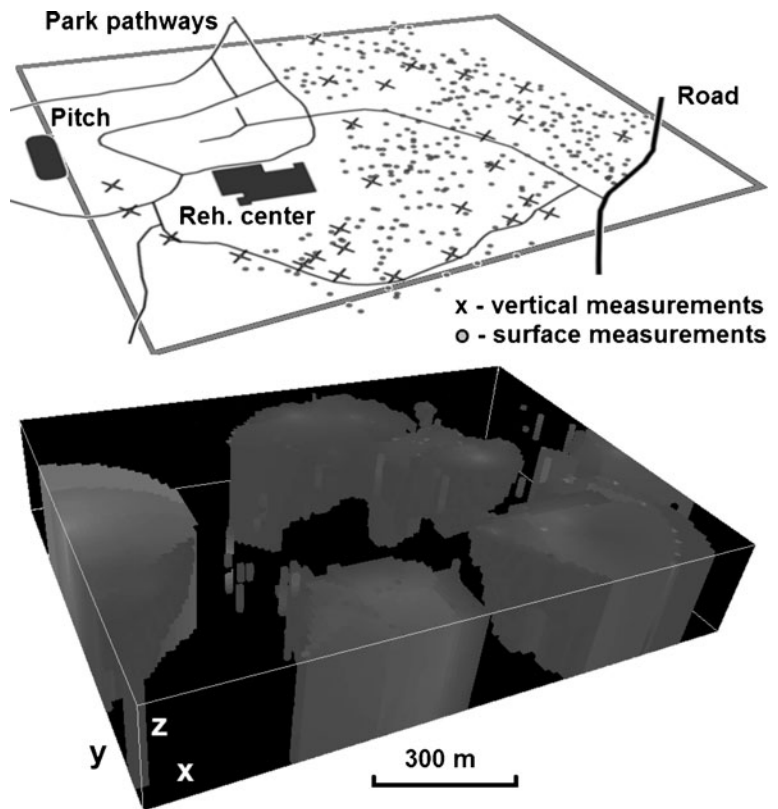 Park pathways
Road
Pitch
Reh. center
x - vertical measurements
o - surface measurements
z
y
x
300 m